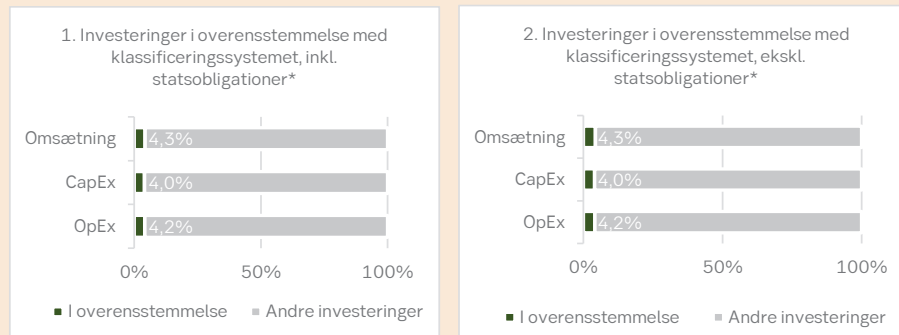 1. Investeringer i overensstemmelse med
klassificeringssystemet, inkl.
statsobligationer*
Omsætning
4,3%
CapEx
4,0%
OpEx
4,2%
0%
50%
100%
I overensstemmelse
Andre investeringer
2. Investeringer i overensstemmelse med
klassificeringssystemet, ekskl.
statsobligationer*
Omsætning
4,3%
CapEx
4,0%
OpEx
4,2%
0%
50%
100%
I overensstemmelse
Andre investeringer